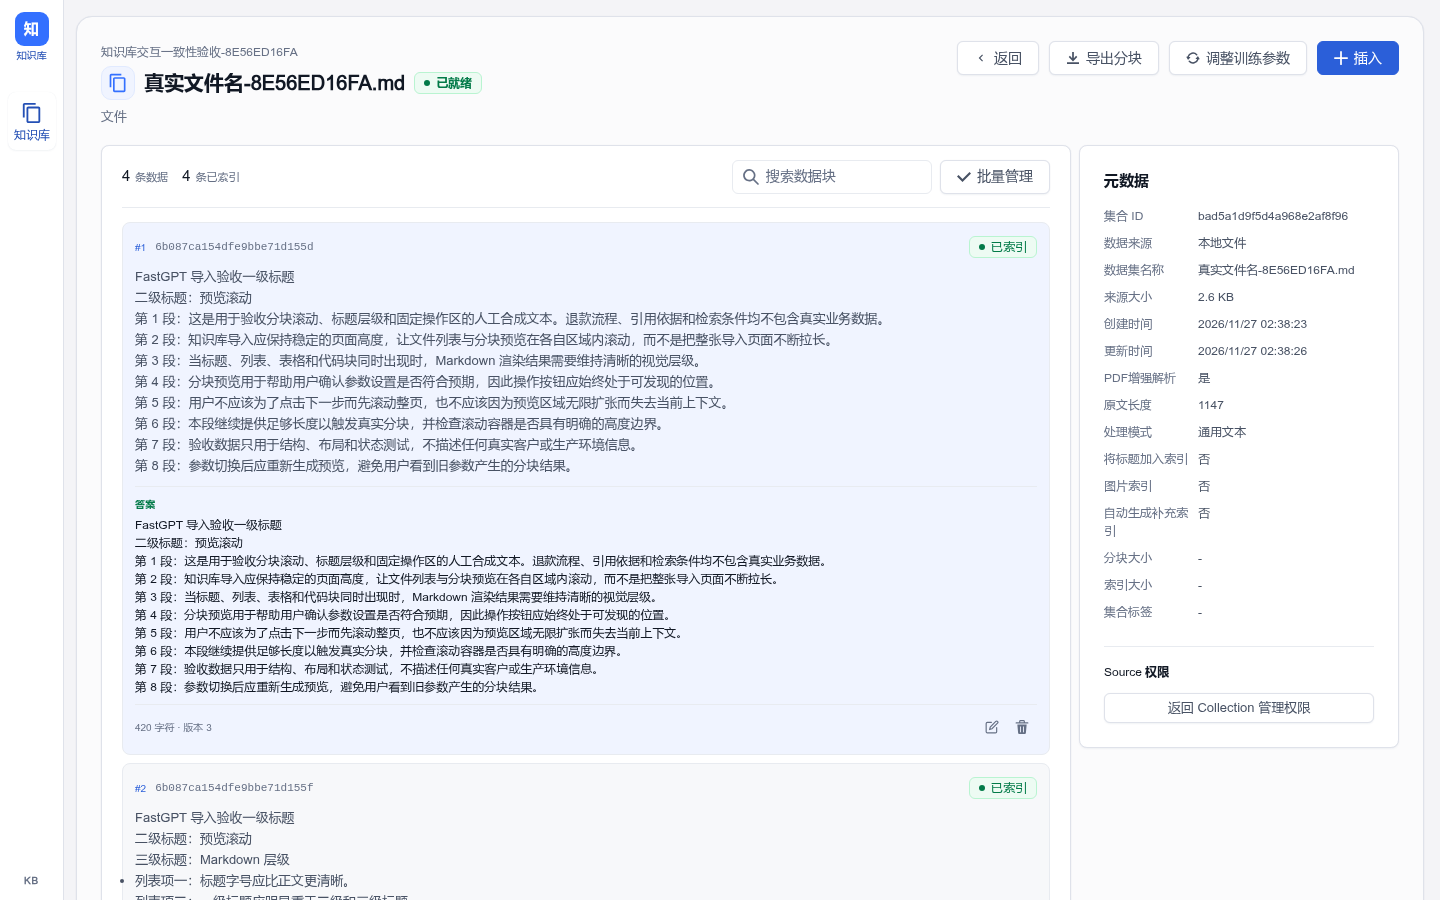 知
知识库
知识库
KB
知识库交互一致性验收-8E56ED16FA
真实文件名-8E56ED16FA.md
已就绪
文件
返回
导出分块
调整训练参数
插入
4 条数据 4 条已索引
搜索数据块
批量管理
#1 6b087ca154dfe9bbe71d155d
已索引
FastGPT 导入验收一级标题
二级标题：预览滚动
第 1 段：这是用于验收分块滚动、标题层级和固定操作区的人工合成文本。退款流程、引用依据和检索条件均不包含真实业务数据。
第 2 段：知识库导入应保持稳定的页面高度，让文件列表与分块预览在各自区域内滚动，而不是把整张导入页面不断拉长。
第 3 段：当标题、列表、表格和代码块同时出现时，Markdown 渲染结果需要维持清晰的视觉层级。
第 4 段：分块预览用于帮助用户确认参数设置是否符合预期，因此操作按钮应始终处于可发现的位置。
第 5 段：用户不应该为了点击下一步而先滚动整页，也不应该因为预览区域无限扩张而失去当前上下文。
第 6 段：本段继续提供足够长度以触发真实分块，并检查滚动容器是否具有明确的高度边界。
第 7 段：验收数据只用于结构、布局和状态测试，不描述任何真实客户或生产环境信息。
第 8 段：参数切换后应重新生成预览，避免用户看到旧参数产生的分块结果。
答案
FastGPT 导入验收一级标题
二级标题：预览滚动
第 1 段：这是用于验收分块滚动、标题层级和固定操作区的人工合成文本。退款流程、引用依据和检索条件均不包含真实业务数据。
第 2 段：知识库导入应保持稳定的页面高度，让文件列表与分块预览在各自区域内滚动，而不是把整张导入页面不断拉长。
第 3 段：当标题、列表、表格和代码块同时出现时，Markdown 渲染结果需要维持清晰的视觉层级。
第 4 段：分块预览用于帮助用户确认参数设置是否符合预期，因此操作按钮应始终处于可发现的位置。
第 5 段：用户不应该为了点击下一步而先滚动整页，也不应该因为预览区域无限扩张而失去当前上下文。
第 6 段：本段继续提供足够长度以触发真实分块，并检查滚动容器是否具有明确的高度边界。
第 7 段：验收数据只用于结构、布局和状态测试，不描述任何真实客户或生产环境信息。
第 8 段：参数切换后应重新生成预览，避免用户看到旧参数产生的分块结果。
420 字符 · 版本 3
#2 6b087ca154dfe9bbe71d155f
已索引
FastGPT 导入验收一级标题
二级标题：预览滚动
三级标题：Markdown 层级
• 列表项一：标题字号应比正文更清晰。
元数据
集合 ID bad5a1d9f5d4a968e2af8f96
数据来源 本地文件
数据集名称 真实文件名-8E56ED16FA.md
来源大小 2.6 KB
创建时间 2026/11/27 02:38:23
更新时间 2026/11/27 02:38:26
PDF增强解析 是
原文长度 1147
处理模式 通用文本
将标题加入索引 否
图片索引 否
自动生成补充索 否
引
分块大小 -
索引大小 -
集合标签 -
Source 权限
返回 Collection 管理权限